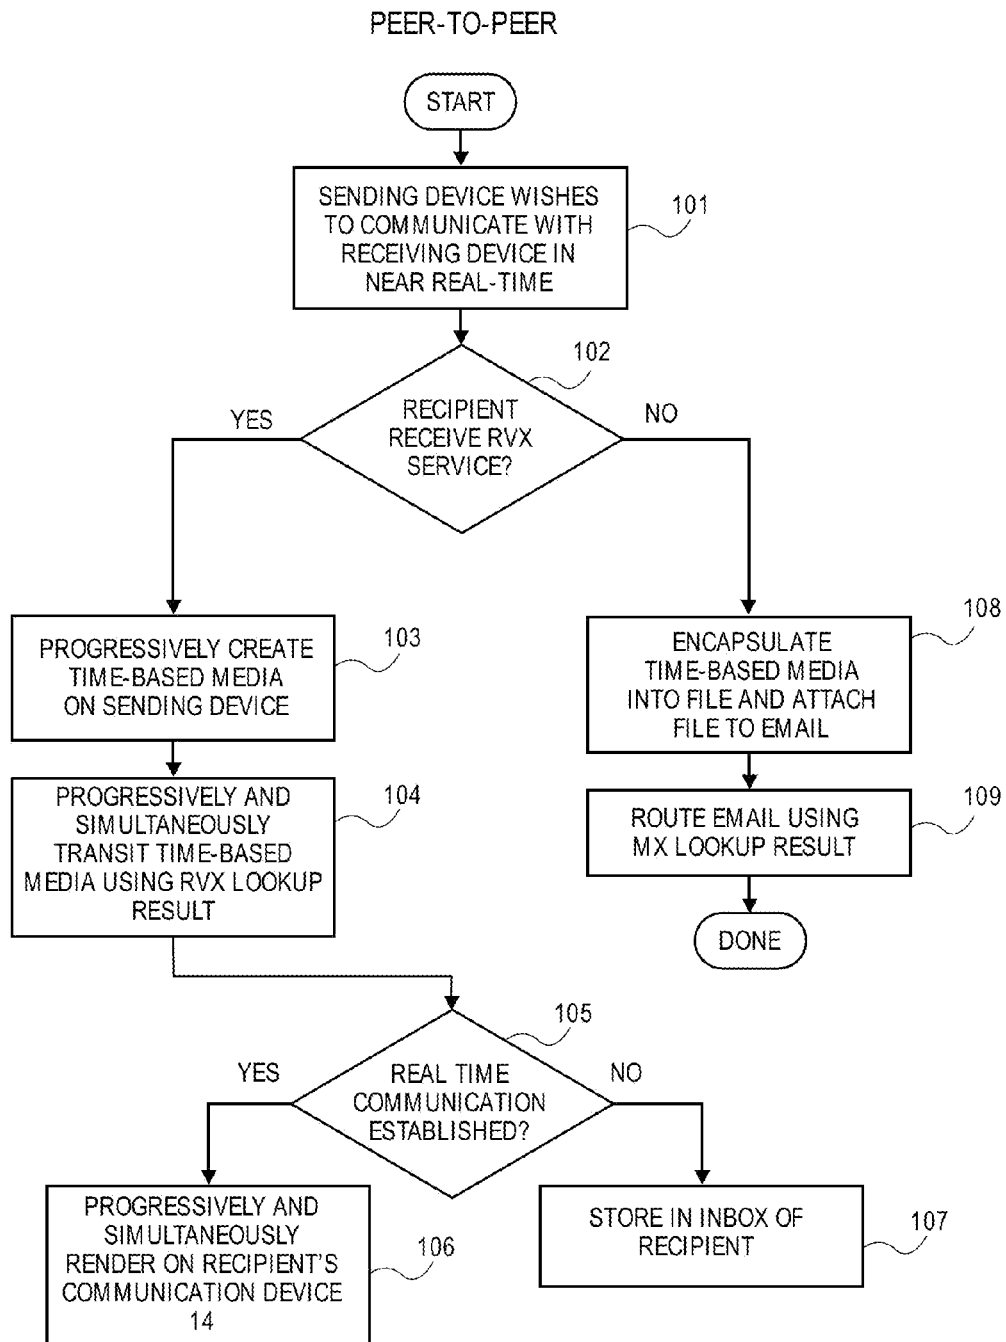 PEER-TO-PEER
START
SENDING DEVICE WISHES
TO COMMUNICATE WITH
RECEIVING DEVICE IN
NEAR REAL-TIME
101
102
RECIPIENT
RECEIVE RVX
SERVICE?
YES
NO
PROGRESSIVELY CREATE
TIME-BASED MEDIA
ON SENDING DEVICE
103
PROGRESSIVELY AND
SIMULTANEOUSLY
TRANSIT TIME-BASED
MEDIA USING RVX LOOKUP
RESULT
104
ENCAPSULATE
TIME-BASED MEDIA
INTO FILE AND ATTACH
FILE TO EMAIL
108
ROUTE EMAIL USING
MX LOOKUP RESULT
109
DONE
105
REAL TIME
COMMUNICATION
ESTABLISHED?
YES
NO
PROGRESSIVELY AND
SIMULTANEOUSLY
RENDER ON RECIPIENT'S
COMMUNICATION DEVICE
14
106
STORE IN INBOX OF
RECIPIENT
107